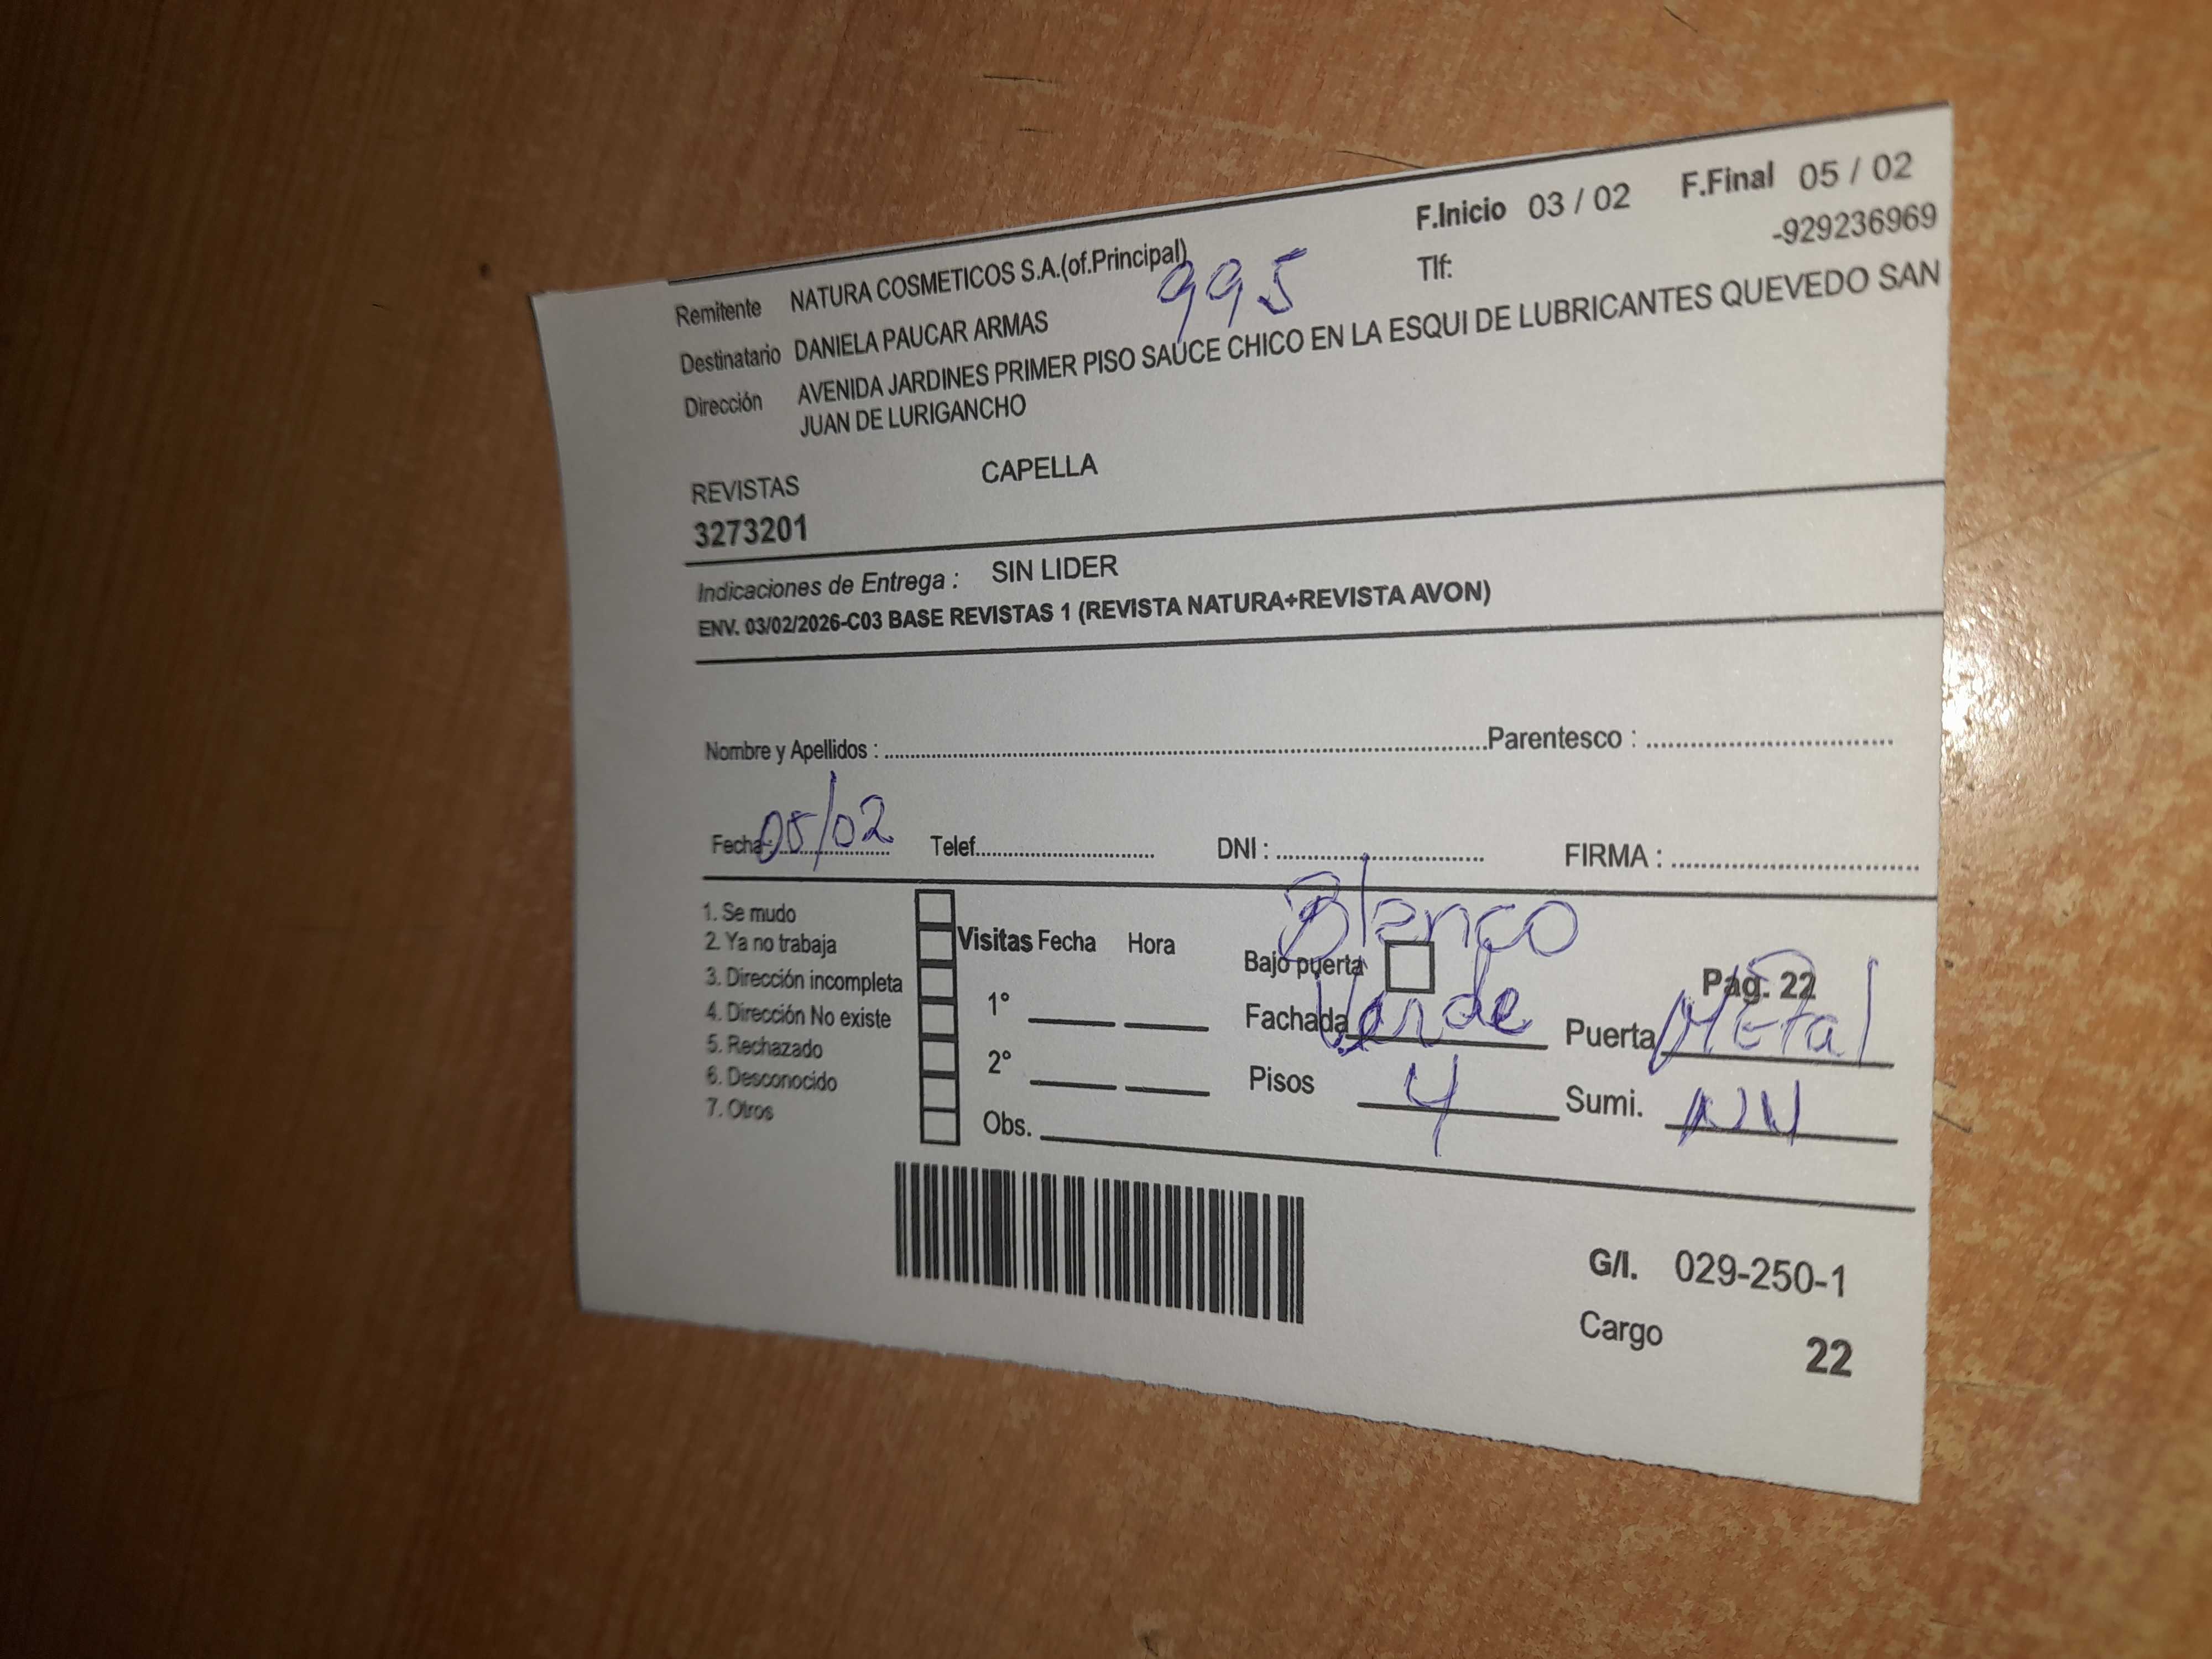 F.Inicio 03 / 02 F.Final 05 / 02
Remitente NATURA COSMETICOS S.A.(of.Principal) Tlf: -929236969
995
Destinatario DANIELA PAUCAR ARMAS
Dirección AVENIDA JARDINES PRIMER PISO SAUCE CHICO EN LA ESQUI DE LUBRICANTES QUEVEDO SAN
JUAN DE LURIGANCHO
REVISTAS CAPELLA
3273201
Indicaciones de Entrega : SIN LIDER
ENV. 03/02/2026-C03 BASE REVISTAS 1 (REVISTA NATURA+REVISTA AVON)
Nombre y Apellidos : Parentesco :
Fecha: 05/02 Telef. DNI : FIRMA :
1. Se mudo
2. Ya no trabaja
3. Dirección incompleta
4. Dirección No existe
5. Rechazado
6. Desconocido
7. Otros
Visitas Fecha Hora
1°
2°
Obs.
Blanco
Bajo puerta Pag. 22
Fachada Verde Puerta Metal
Pisos 4 Sumi. NN
G/I. 029-250-1
Cargo 22